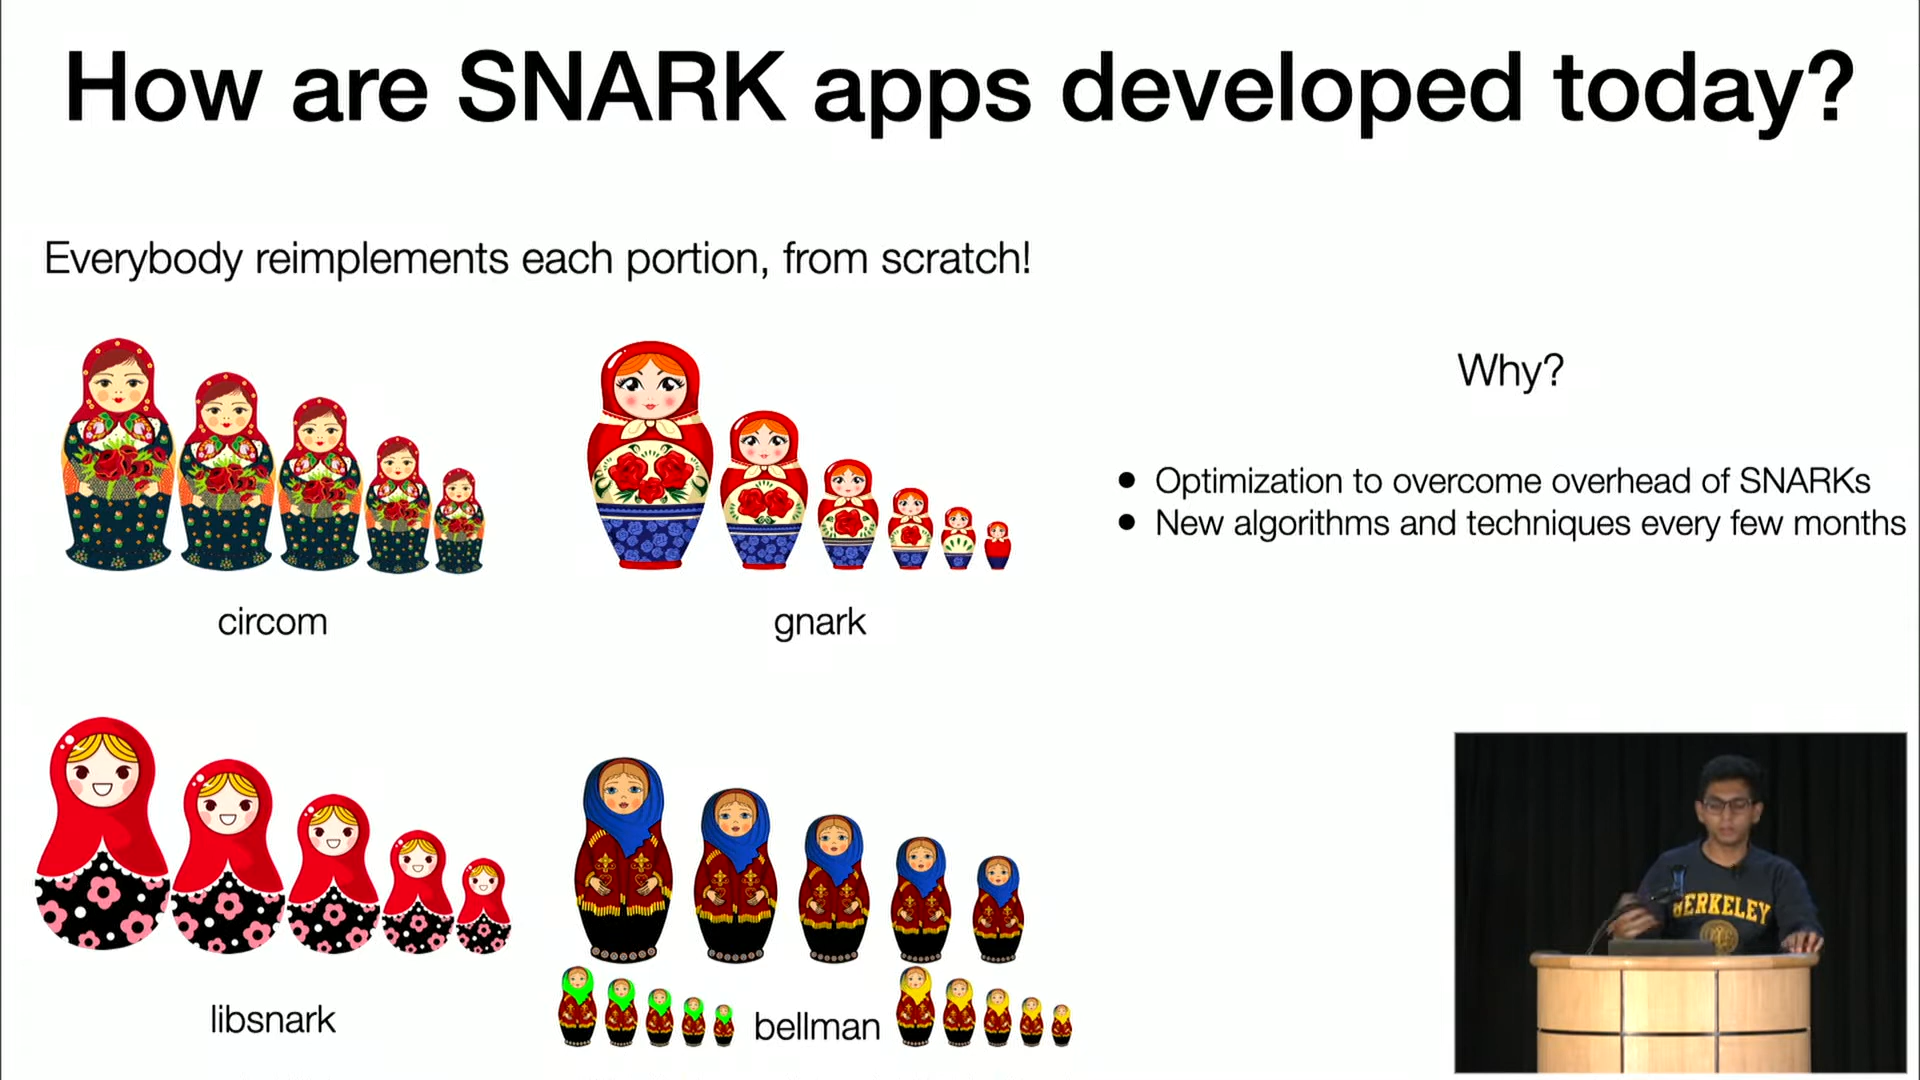 How are SNARK apps developed today?
Everybody reimplements each portion, from scratch!
Why?
• Optimization to overcome overhead of SNARKs
• New algorithms and techniques every few months
circom
gnark
libsnark
bellman
BERKELEY